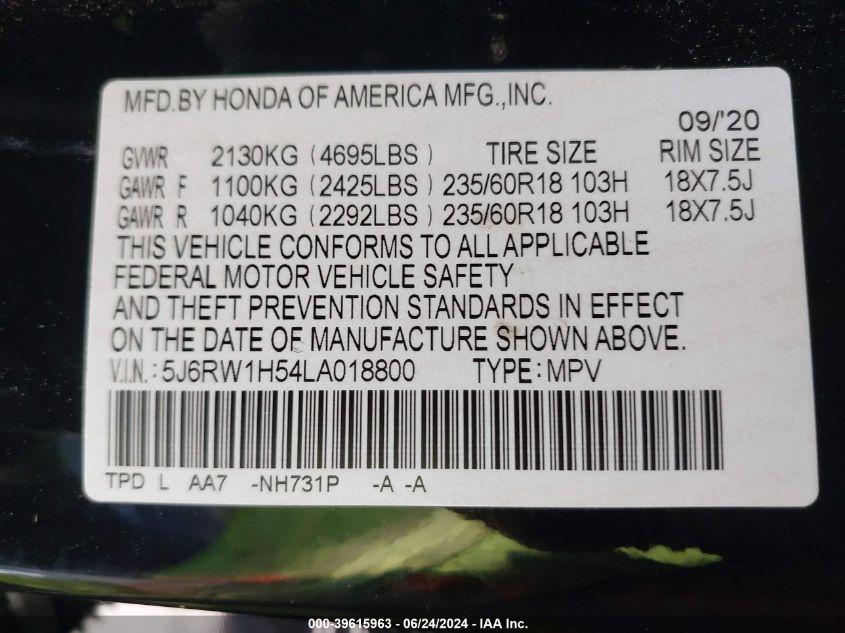 MFD.BY HONDA OF AMERICA MFG.,INC.
09/'20
GVWR 2130KG (4695LBS) TIRE SIZE RIM SIZE
GAWR F 1100KG (2425LBS) 235/60R18 103H 18X7.5J
GAWR R 1040KG (2292LBS) 235/60R18 103H 18X7.5J
THIS VEHICLE CONFORMS TO ALL APPLICABLE
FEDERAL MOTOR VEHICLE SAFETY
AND THEFT PREVENTION STANDARDS IN EFFECT
ON THE DATE OF MANUFACTURE SHOWN ABOVE.
V.I.N.: 5J6RW1H54LA018800 TYPE: MPV
TPD L AA7 -NH731P -A -A
000-39615963 - 06/24/2024 - IAA Inc.